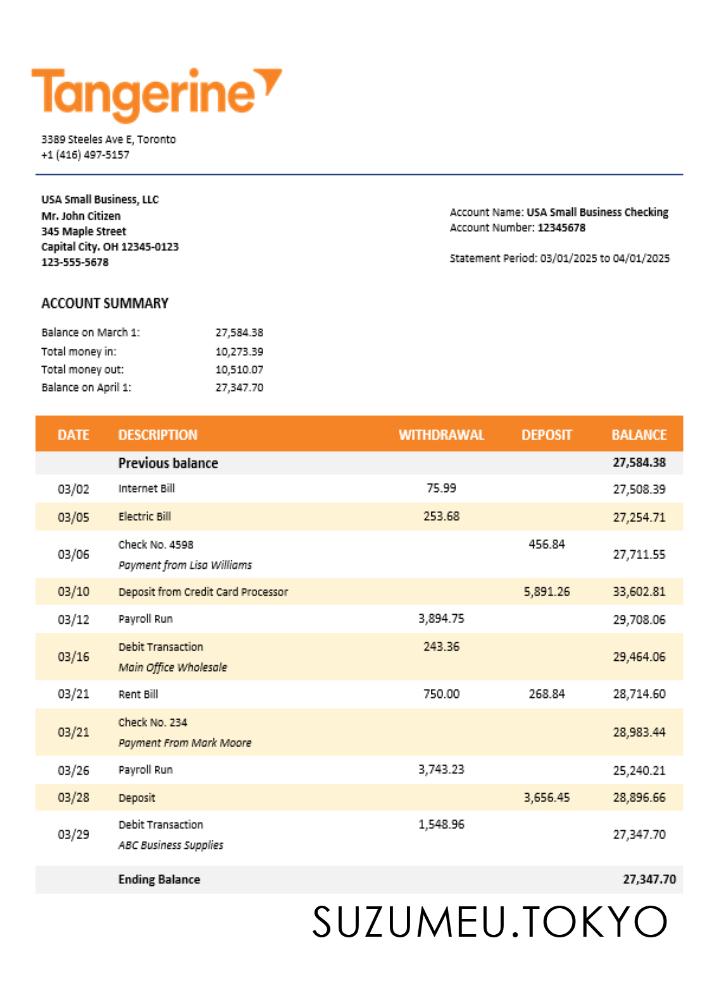 Tangerine
3389 Steeles Ave E, Toronto
+1 (416) 497-5157
USA Small Business, LLC
Mr. John Citizen
345 Maple Street
Capital City. OH 12345-0123
123-555-5678
Account Name: USA Small Business Checking
Account Number: 12345678
Statement Period: 03/01/2025 to 04/01/2025
ACCOUNT SUMMARY
Balance on March 1: 27,584.38
Total money in: 10,273.39
Total money out: 10,510.07
Balance on April 1: 27,347.70
DATE DESCRIPTION WITHDRAWAL DEPOSIT BALANCE
Previous balance 27,584.38
03/02 Internet Bill 75.99 27,508.39
03/05 Electric Bill 253.68 27,254.71
03/06 Check No. 4598 456.84 27,711.55
Payment from Lisa Williams
03/10 Deposit from Credit Card Processor 5,891.26 33,602.81
03/12 Payroll Run 3,894.75 29,708.06
03/16 Debit Transaction 243.36 29,464.06
Main Office Wholesale
03/21 Rent Bill 750.00 268.84 28,714.60
03/21 Check No. 234 28,983.44
Payment From Mark Moore
03/26 Payroll Run 3,743.23 25,240.21
03/28 Deposit 3,656.45 28,896.66
03/29 Debit Transaction 1,548.96 27,347.70
ABC Business Supplies
Ending Balance 27,347.70
SUZUMEU.TOKYO